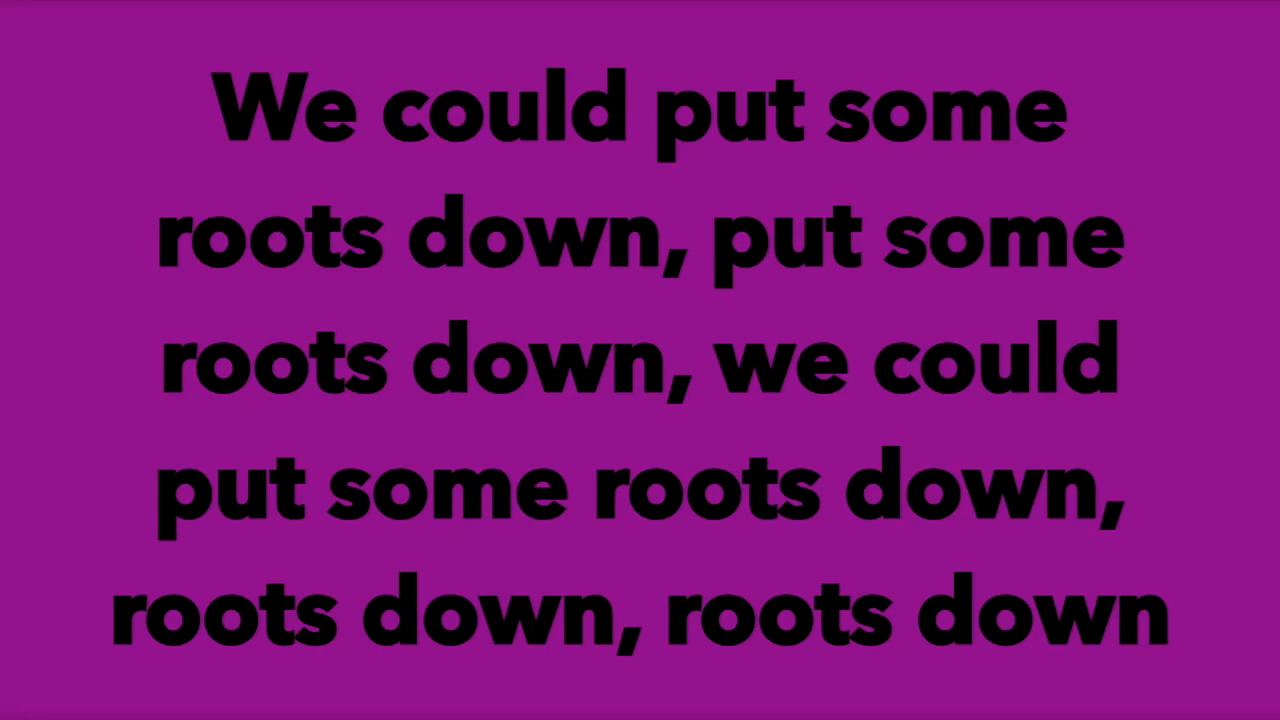 We could put some
roots down, put some
roots down, we could
put some roots down,
roots down, roots down